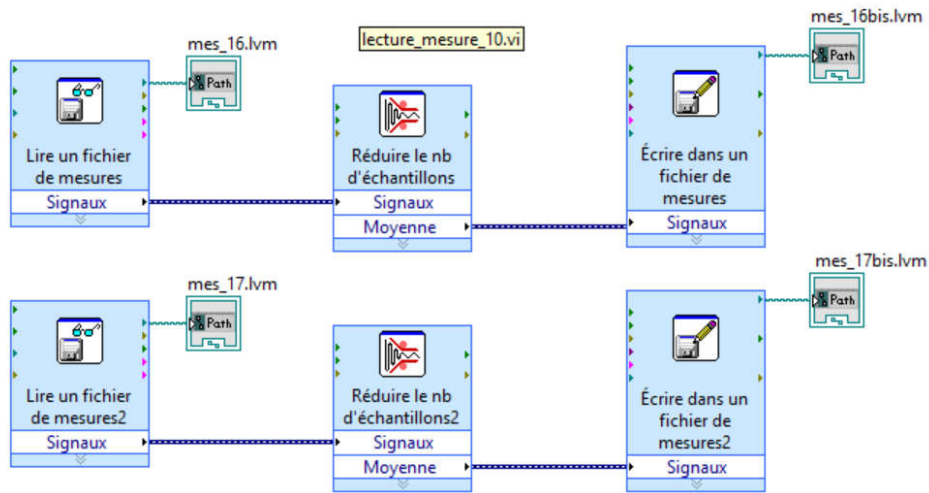 mes_16bis.lvm
mes_16.lvm
lecture_mesure_10.vi
Path
Path
Lire un fichier
de mesures
Signaux
Réduire le nb
d'échantillons
Signaux
Moyenne
Écrire dans un
fichier de
mesures
Signaux
mes_17bis.lvm
mes_17.lvm
Path
Path
Lire un fichier
de mesures2
Signaux
Réduire le nb
d'échantillons2
Signaux
Moyenne
Écrire dans un
fichier de
mesures2
Signaux